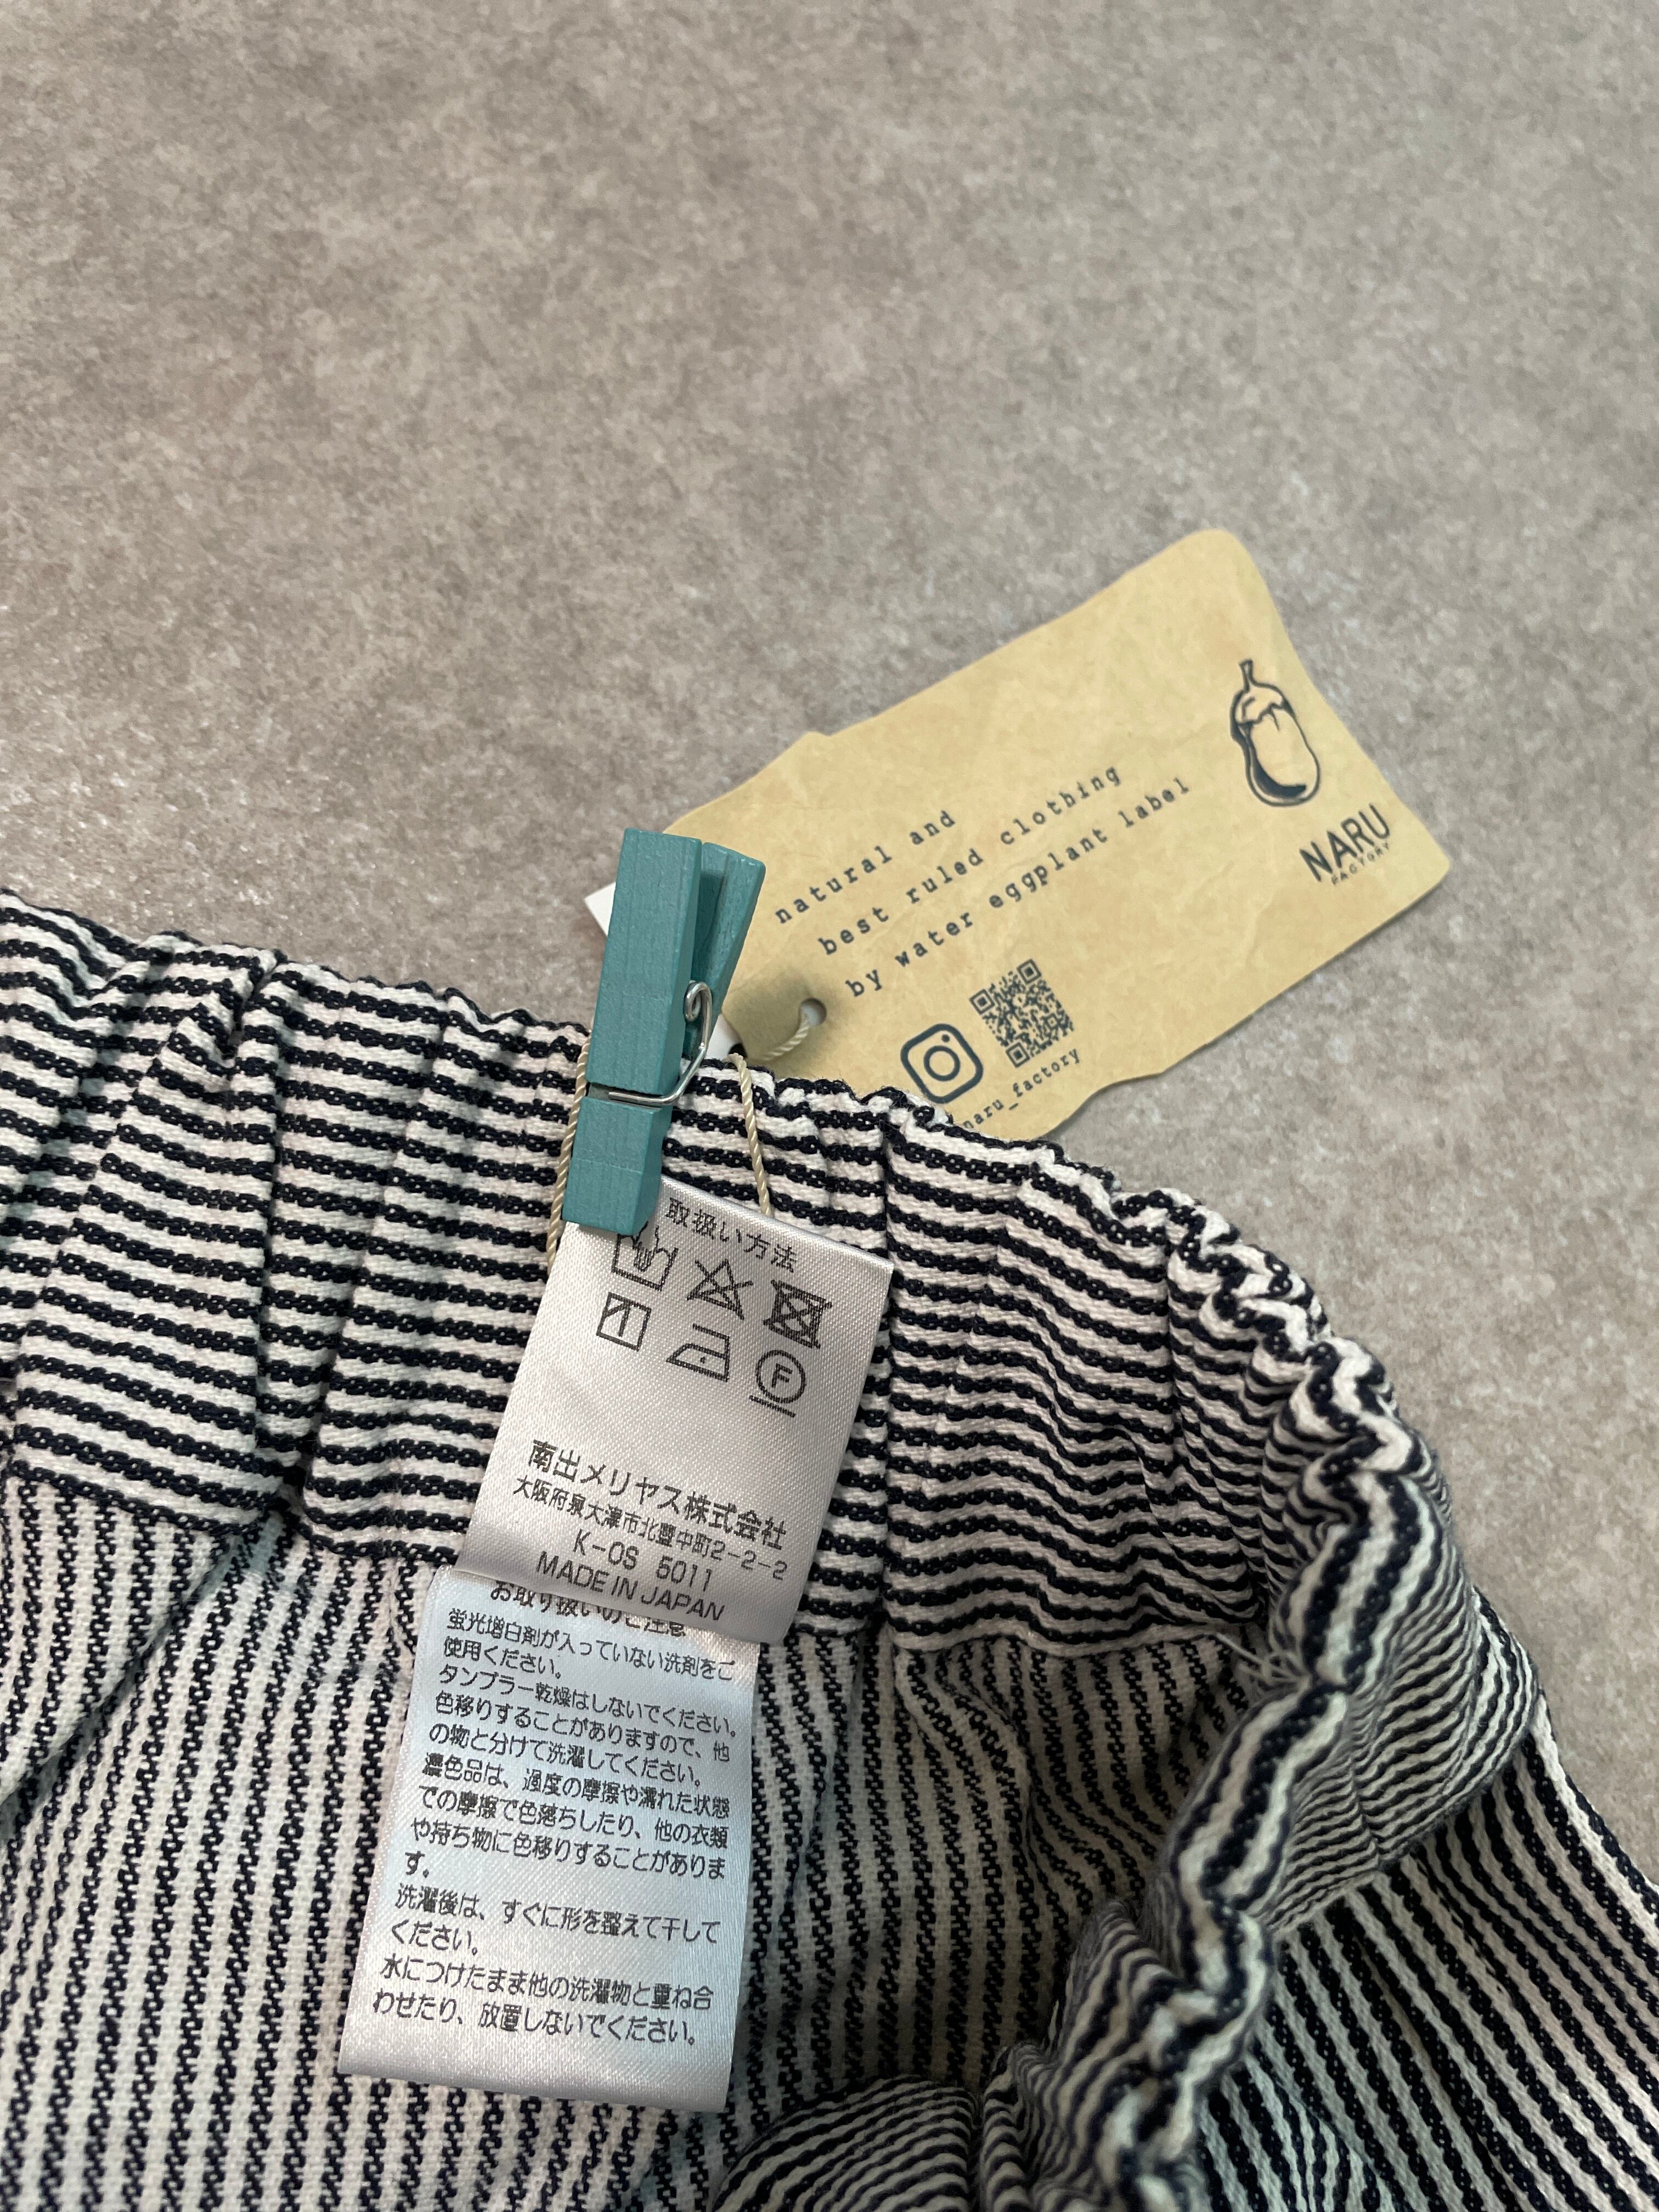 natural and
best ruled clothing
by water eggplant label
NARU
FACTORY
naru_factory
取扱い方法
F
南出メリヤス株式会社
大阪府泉大津市北豊中町2-2-2
K-OS 5011
MADE IN JAPAN
お取り扱いのご注意
蛍光増白剤が入っていない洗剤をご
使用ください。
タンブラー乾燥はしないでください。
色移りすることがありますので、他
の物と分けて洗濯してください。
濃色品は、過度の摩擦や濡れた状態
での摩擦で色落ちしたり、他の衣類
や持ち物に色移りすることがありま
す。
洗濯後は、すぐに形を整えて干して
ください。
水につけたまま他の洗濯物と重ね合
わせたり、放置しないでください。